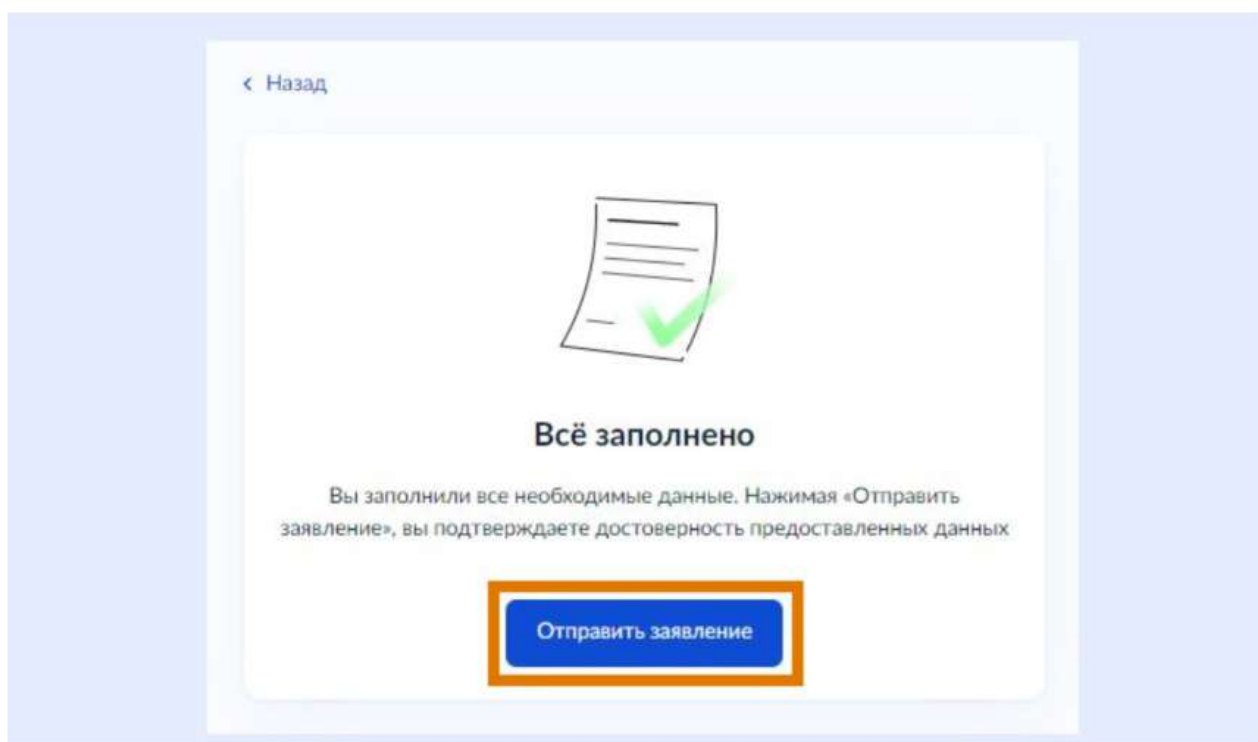 Назад
Всё заполнено
Вы заполнили все необходимые данные. Нажимая «Отправить
заявление», вы подтверждаете достоверность предоставленных данных
Отправить заявление